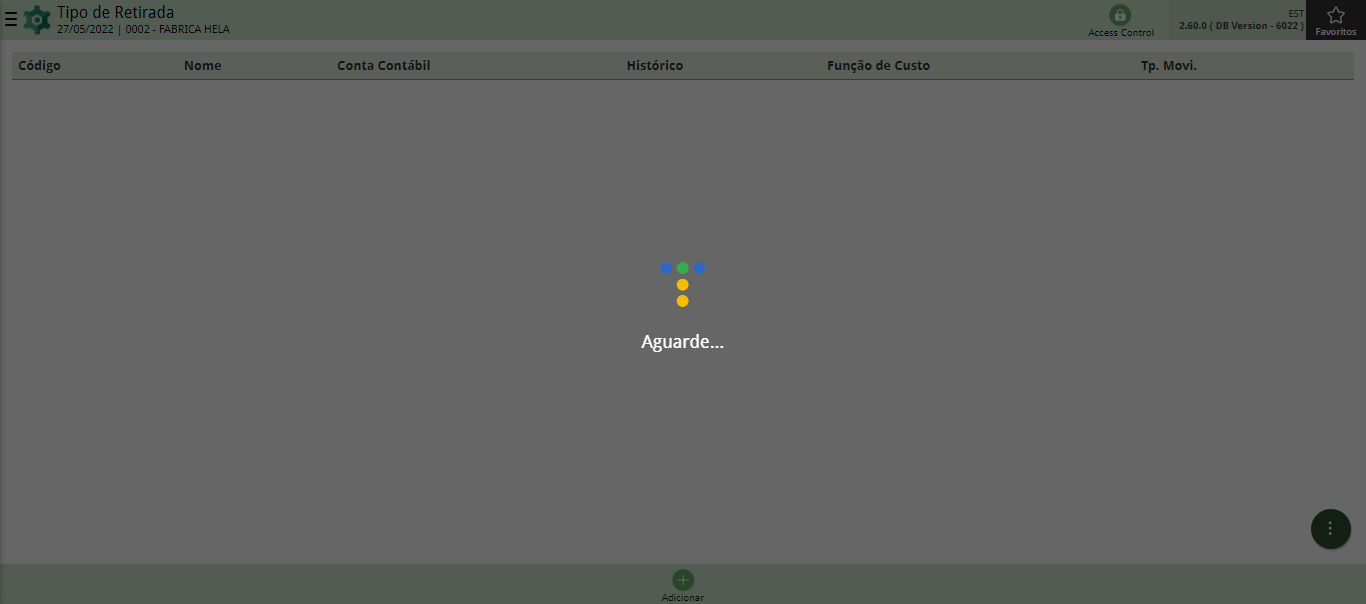 Tipo de Retirada
27/05/2022 | 0002 - FABRICA HELA
Access Control
EST
2.60.0 ( DB Version - 6022 )
Favoritos
Código Nome Conta Contábil Histórico Função de Custo Tp. Movi.
Aguarde...
Adicionar